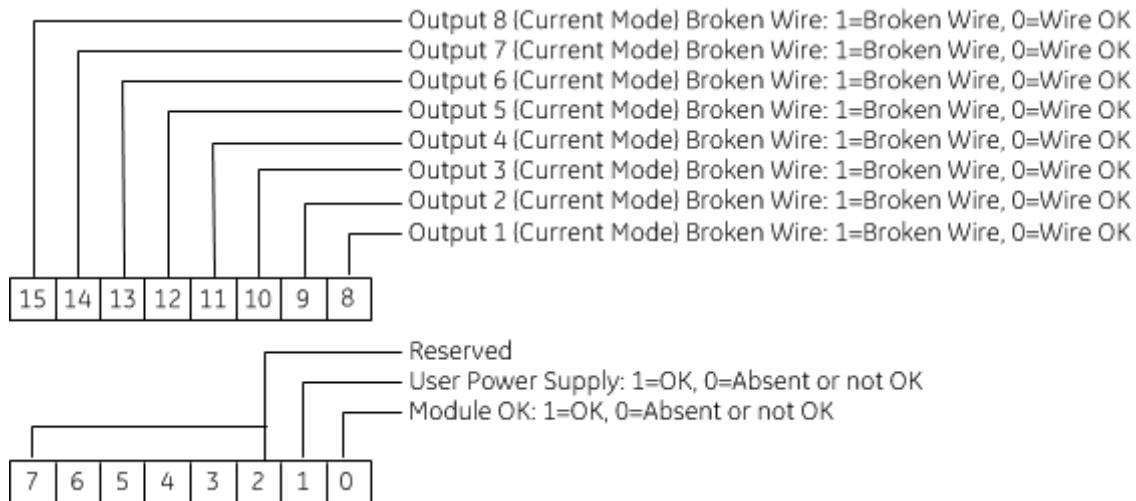 Output 8 (Current Mode) Broken Wire: 1=Broken Wire, 0=Wire OK
Output 7 (Current Mode) Broken Wire: 1=Broken Wire, 0=Wire OK
Output 6 (Current Mode) Broken Wire: 1=Broken Wire, 0=Wire OK
Output 5 (Current Mode) Broken Wire: 1=Broken Wire, 0=Wire OK
Output 4 (Current Mode) Broken Wire: 1=Broken Wire, 0=Wire OK
Output 3 (Current Mode) Broken Wire: 1=Broken Wire, 0=Wire OK
Output 2 (Current Mode) Broken Wire: 1=Broken Wire, 0=Wire OK
Output 1 (Current Mode) Broken Wire: 1=Broken Wire, 0=Wire OK
15 14 13 12 11 10 9 8
Reserved
User Power Supply: 1=OK, 0=Absent or not OK
Module OK: 1=OK, 0=Absent or not OK
7 6 5 4 3 2 1 0